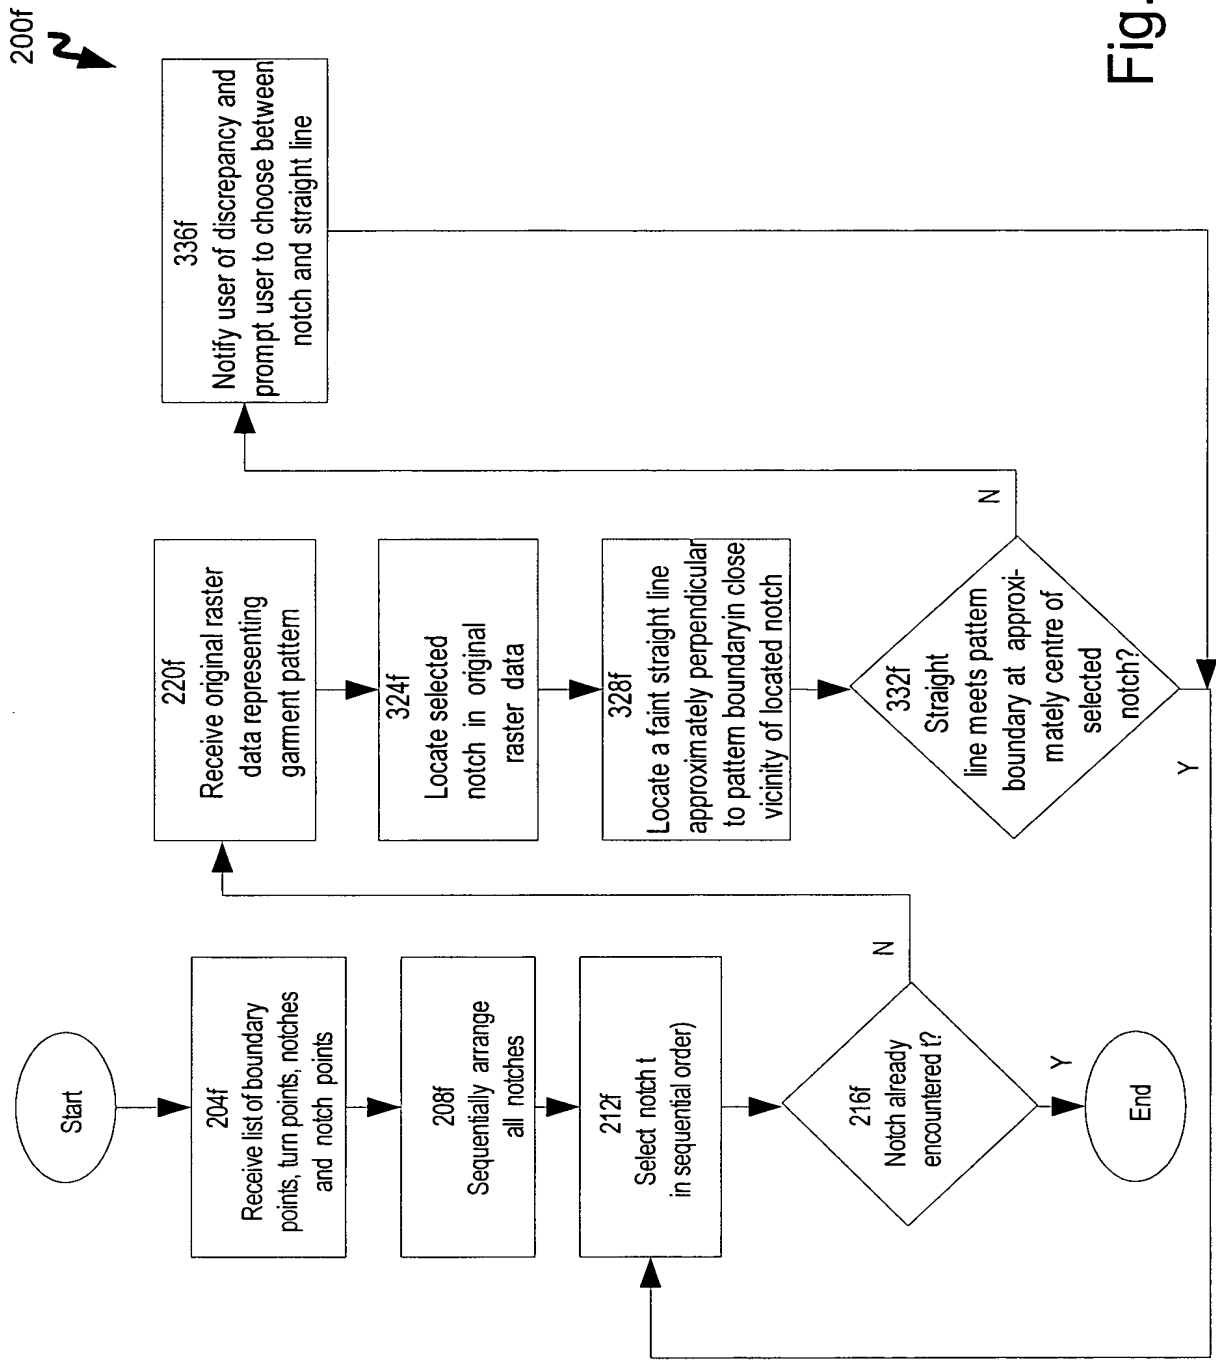 200f
Start
204f
Receive list of boundary
points, turn points, notches
and notch points
208f
Sequentially arrange
all notches
212f
Select notch t
in sequential order)
216f
Notch already
encountered t?
N
Y
End
220f
Receive original raster
data representing
garment pattern
324f
Locate selected
notch in original
raster data
328f
Locate a faint straight line
approximately perpendicular
to pattern boundaryin close
vicinity of located notch
332f
Straight
line meets pattern
boundary at approxi-
mately centre of
selected
notch?
N
Y
336f
Notify user of discrepancy and
prompt user to choose between
notch and straight line
Fig.